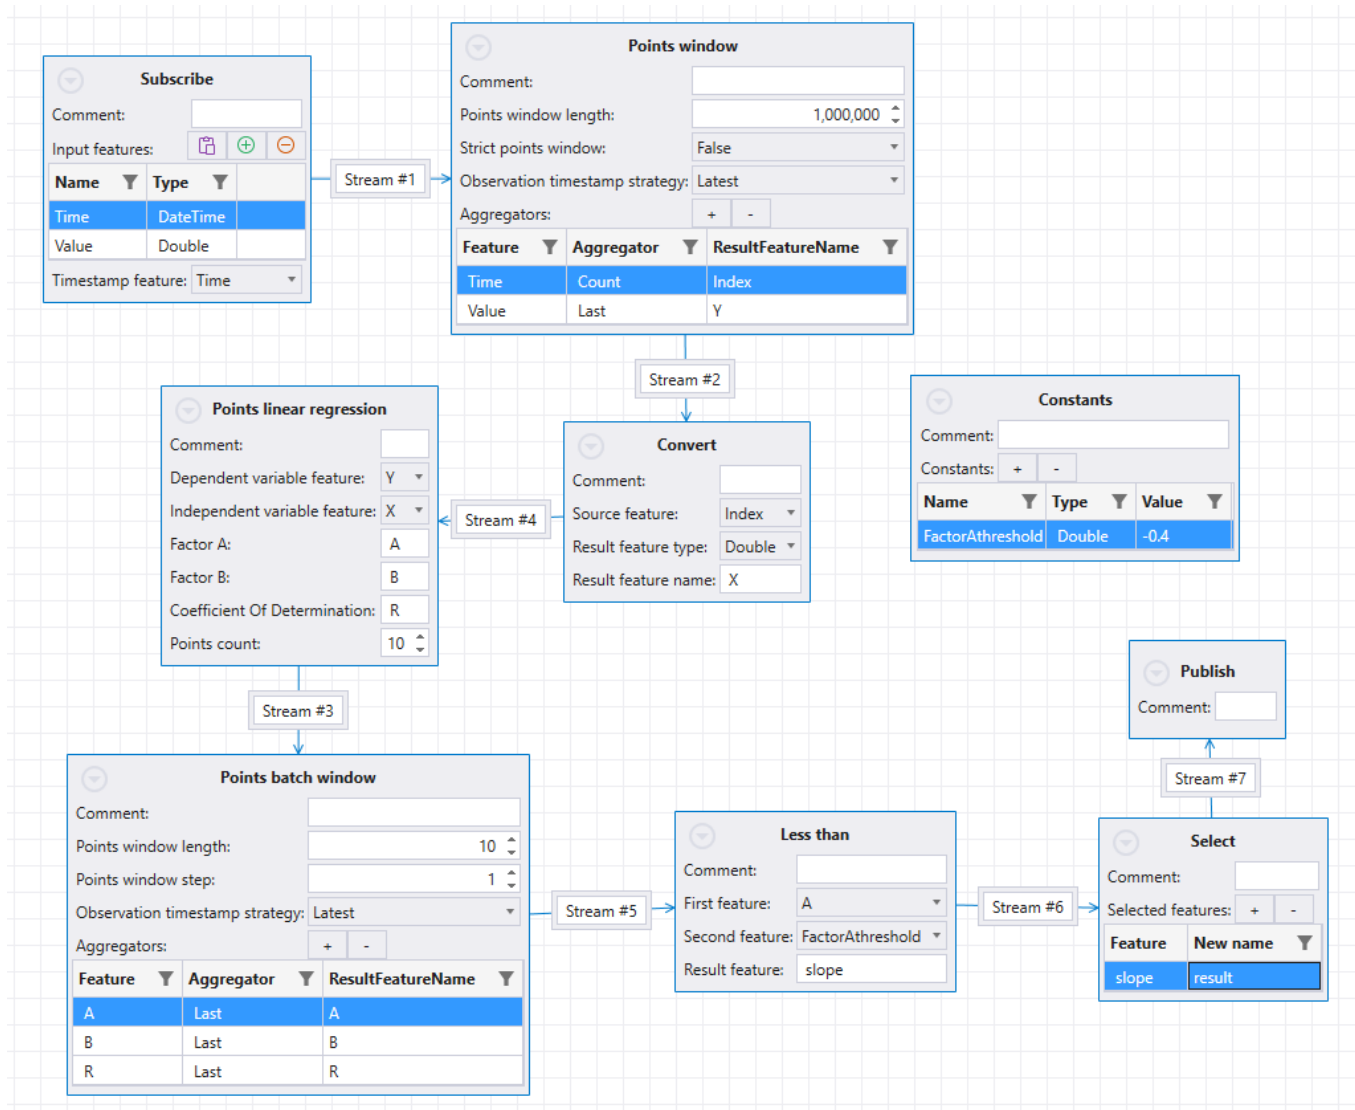 Subscribe
Comment:
Input features:
Name Type
Time DateTime
Value Double
Timestamp feature: Time
Stream #1
Points window
Comment:
Points window length: 1,000,000
Strict points window: False
Observation timestamp strategy: Latest
Aggregators: + -
Feature Aggregator ResultFeatureName
Time Count Index
Value Last Y
Stream #2
Convert
Comment:
Source feature: Index
Result feature type: Double
Result feature name: X
Stream #4
Points linear regression
Comment:
Dependent variable feature: Y
Independent variable feature: X
Factor A: A
Factor B: B
Coefficient Of Determination: R
Points count: 10
Constants
Comment:
Constants: + -
Name Type Value
FactorAthreshold Double -0.4
Stream #3
Points batch window
Comment:
Points window length: 10
Points window step: 1
Observation timestamp strategy: Latest
Aggregators: + -
Feature Aggregator ResultFeatureName
A Last A
B Last B
R Last R
Stream #5
Less than
Comment:
First feature: A
Second feature: FactorAthreshold
Result feature: slope
Stream #6
Select
Comment:
Selected features: + -
Feature New name
slope result
Stream #7
Publish
Comment: